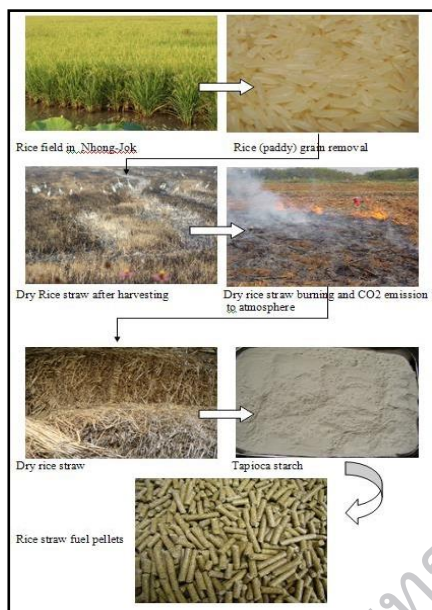 Rice field in Nhong-Jok
Rice (paddy) grain removal
Dry Rice straw after harvesting
Dry rice straw burning and CO2 emission
to atmosphere
Dry rice straw
Tapioca starch
Rice straw fuel pellets